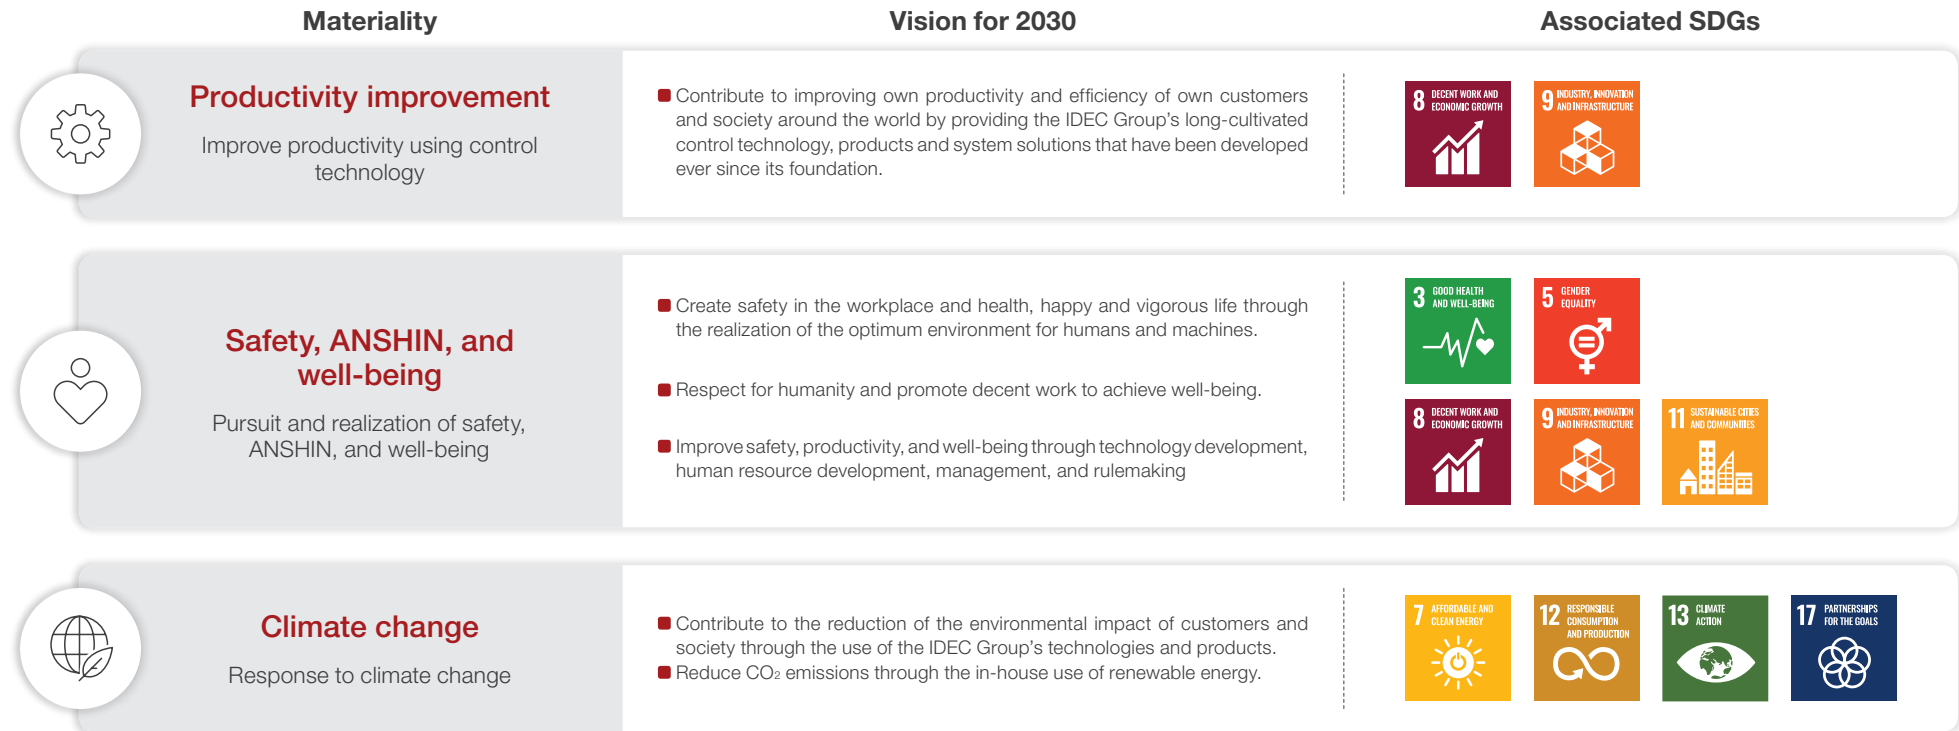 Materiality
Vision for 2030
Associated SDGs
Productivity improvement
Improve productivity using control
technology
Contribute to improving own productivity and efficiency of own customers
and society around the world by providing the IDEC Group's long-cultivated
control technology, products and system solutions that have been developed
ever since its foundation.
8 DECENT WORK AND
ECONOMIC GROWTH
9 INDUSTRY, INNOVATION
AND INFRASTRUCTURE
Safety, ANSHIN, and
well-being
Pursuit and realization of safety,
ANSHIN, and well-being
Create safety in the workplace and health, happy and vigorous life through
the realization of the optimum environment for humans and machines.
Respect for humanity and promote decent work to achieve well-being.
Improve safety, productivity, and well-being through technology development,
human resource development, management, and rulemaking
3 GOOD HEALTH
AND WELL-BEING
5 GENDER
EQUALITY
8 DECENT WORK AND
ECONOMIC GROWTH
9 INDUSTRY, INNOVATION
AND INFRASTRUCTURE
11 SUSTAINABLE CITIES
AND COMMUNITIES
Climate change
Response to climate change
Contribute to the reduction of the environmental impact of customers and
society through the use of the IDEC Group's technologies and products.
Reduce CO₂ emissions through the in-house use of renewable energy.
7 AFFORDABLE AND
CLEAN ENERGY
12 RESPONSIBLE
CONSUMPTION
AND PRODUCTION
13 CLIMATE
ACTION
17 PARTNERSHIPS
FOR THE GOALS